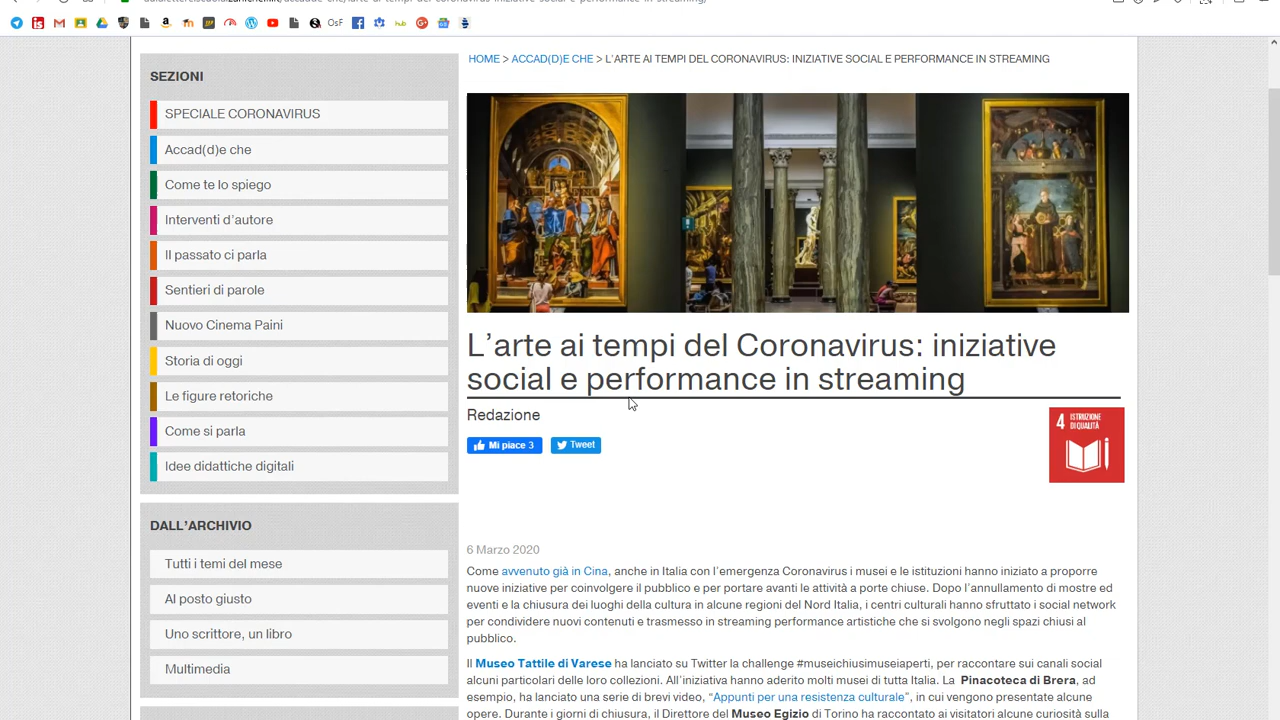 OsF
hub
SEZIONI
SPECIALE CORONAVIRUS
Accad(d)e che
Come te lo spiego
Interventi d'autore
Il passato ci parla
Sentieri di parole
Nuovo Cinema Paini
Storia di oggi
Le figure retoriche
Come si parla
Idee didattiche digitali
DALL'ARCHIVIO
Tutti i temi del mese
Al posto giusto
Uno scrittore, un libro
Multimedia
HOME > ACCAD(D)E CHE > L'ARTE AI TEMPI DEL CORONAVIRUS: INIZIATIVE SOCIAL E PERFORMANCE IN STREAMING
L'arte ai tempi del Coronavirus: iniziative
social e performance in streaming
Redazione
Mi piace 3
Tweet
4 ISTRUZIONE
DI QUALITÀ
6 Marzo 2020
Come avvenuto già in Cina, anche in Italia con l'emergenza Coronavirus i musei e le istituzioni hanno iniziato a proporre
nuove iniziative per coinvolgere il pubblico e per portare avanti le attività a porte chiuse. Dopo l'annullamento di mostre ed
eventi e la chiusura dei luoghi della cultura in alcune regioni del Nord Italia, i centri culturali hanno sfruttato i social network
per condividere nuovi contenuti e trasmesso in streaming performance artistiche che si svolgono negli spazi chiusi al
pubblico.
Il Museo Tattile di Varese ha lanciato su Twitter la challenge #museichiusimuseiaperti, per raccontare sui canali social
alcuni particolari delle loro collezioni. All'iniziativa hanno aderito molti musei di tutta Italia. La Pinacoteca di Brera, ad
esempio, ha lanciato una serie di brevi video, "Appunti per una resistenza culturale", in cui vengono presentate alcune
opere. Durante i giorni di chiusura, il Direttore del Museo Egizio di Torino ha raccontato ai visitatori alcune curiosità sulla